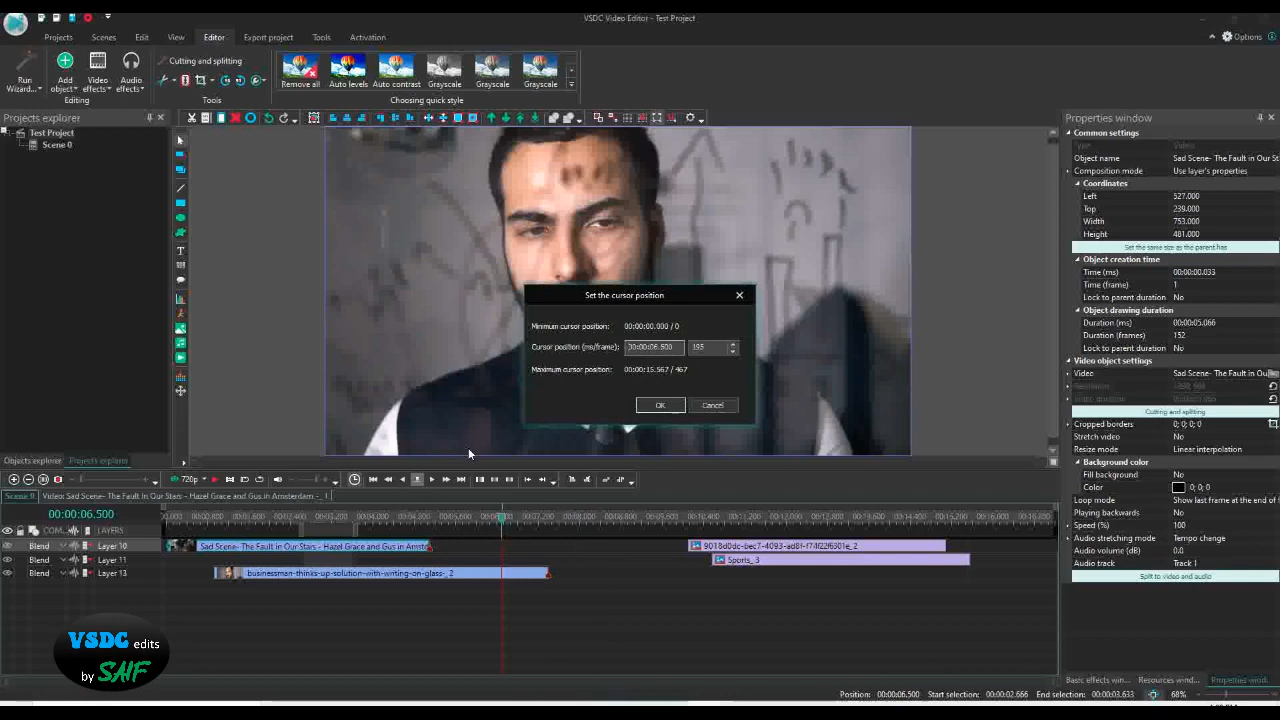 VSDC Video Editor - Test Project
Projects Scenes Edit View Editor Export project Tools Activation
Options
Run Wizard...
Add object
Video effects
Audio effects
Editing
Cutting and splitting
Tools
Remove all
Auto levels
Auto contrast
Grayscale
Grayscale
Grayscale
Choosing quick style
Projects explorer
Test Project
Scene 0
Properties window
Common settings
Type Video
Object name Sad Scene- The Fault in Our St
Composition mode Use layer's properties
Coordinates
Left 527.000
Top 239.000
Width 753.000
Height 481.000
Set the same size as the parent has
Object creation time
Time (ms) 00:00:00.033
Time (frame) 1
Lock to parent duration No
Object drawing duration
Duration (ms) 00:00:05.066
Duration (frames) 152
Lock to parent duration No
Video object settings
Video Sad Scene- The Fault in Our
Resolution
Audio duration
Cutting and splitting
Cropped borders 0; 0; 0; 0
Stretch video No
Resize mode Linear interpolation
Background color
Fill background No
Color 0; 0; 0
Loop mode Show last frame at the end of
Playing backwards No
Speed (%) 100
Audio stretching mode Tempo change
Audio volume (dB) 0.0
Audio track Track 1
Split to video and audio
Basic effects win... Resources wind... Properties wind...
Set the cursor position
Minimum cursor position: 00:00:00.000 / 0
Cursor position (ms/frame): 00:00:06.500 195
Maximum cursor position: 00:00:15.567 / 467
OK Cancel
Objects explorer Projects explorer
720p
Scene 0 Video: Sad Scene- The Fault In Our Stars - Hazel Grace and Gus in Amsterdam -_ 1
00:00:06.500
COM... LAYERS
Blend Layer 10
Sad Scene- The Fault in Our Stars - Hazel Grace and Gus in Amste
9018d0dc-bec7-4093-ad8f-f74f22f6301e_2
Sports_ 3
Blend Layer 11
Blend Layer 13
businessman-thinks-up-solution-with-writing-on-glass-_ 2
VSDC edits
by SAIF
Position: 00:00:06.500 Start selection: 00:00:02.666 End selection: 00:00:03.633 68%